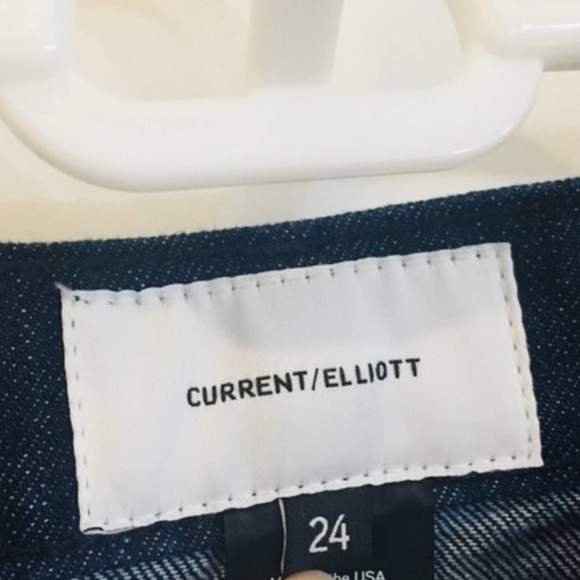 CURRENT/ELLIOTT
24
the USA